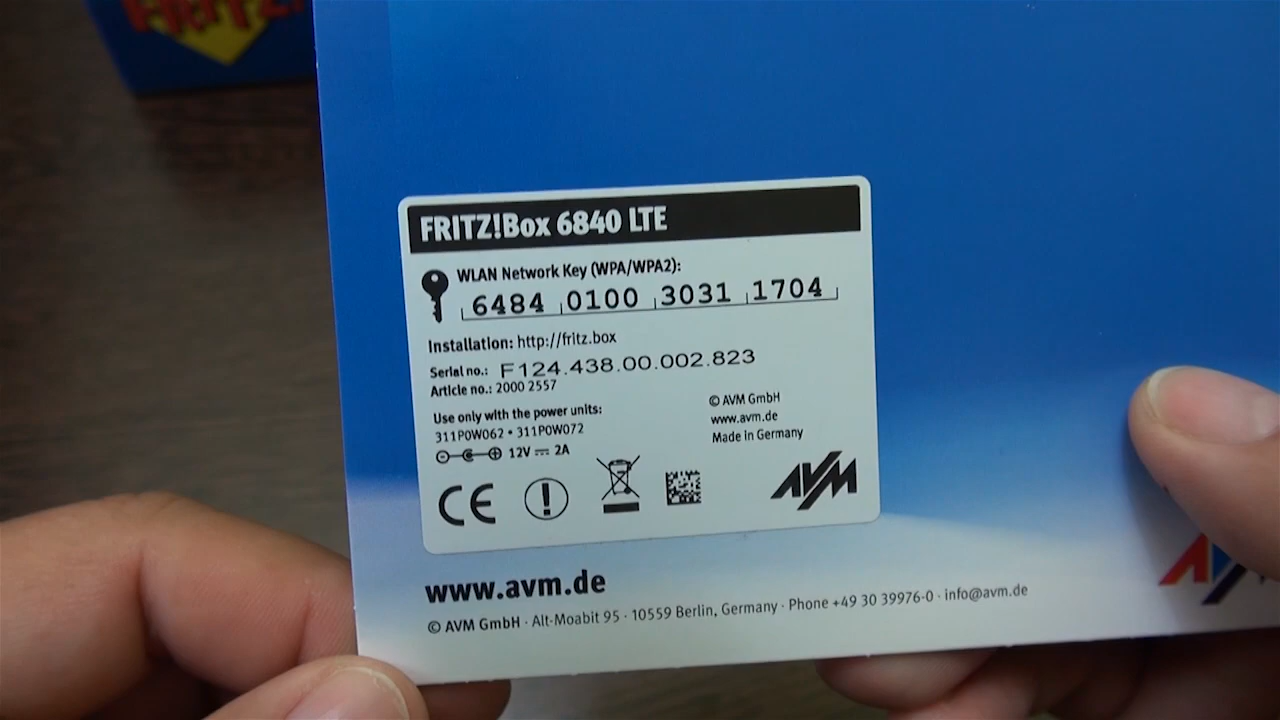 FRITZ!
FRITZ!Box 6840 LTE
WLAN Network Key (WPA/WPA2):
6484 0100 3031 1704
Installation: http://fritz.box
Serial no.: F124.438.00.002.823
Article no.: 2000 2557
Use only with the power units:
311P0W062 • 311P0W072
12V ⎓ 2A
© AVM GmbH
www.avm.de
Made in Germany
CE
AVM
www.avm.de
© AVM GmbH · Alt-Moabit 95 · 10559 Berlin, Germany · Phone +49 30 39976-0 · info@avm.de